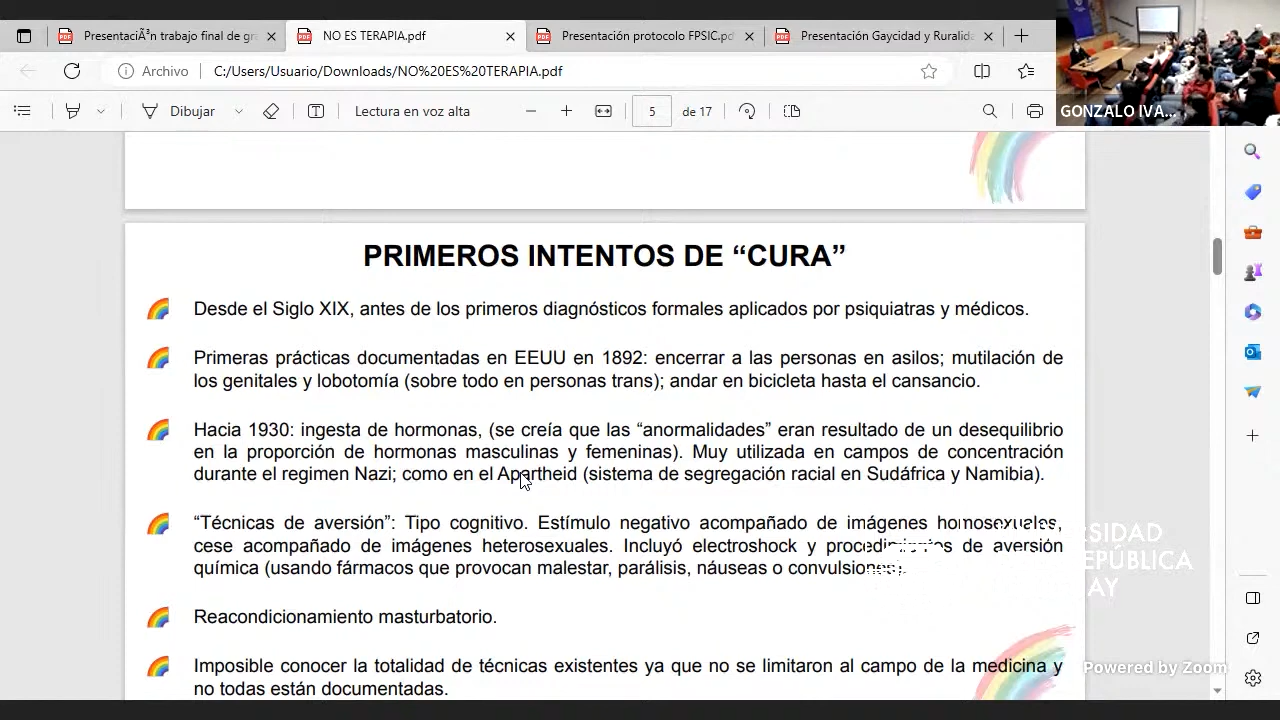 PresentaciÃ³n trabajo final de gra
NO ES TERAPIA.pdf
Presentación protocolo FPSIC.pdf
Presentación Gaycidad y Ruralida
Archivo
C:/Users/Usuario/Downloads/NO%20ES%20TERAPIA.pdf
Dibujar
Lectura en voz alta
5
de 17
GONZALO IVA...
PRIMEROS INTENTOS DE “CURA”
Desde el Siglo XIX, antes de los primeros diagnósticos formales aplicados por psiquiatras y médicos.
Primeras prácticas documentadas en EEUU en 1892: encerrar a las personas en asilos; mutilación de
los genitales y lobotomía (sobre todo en personas trans); andar en bicicleta hasta el cansancio.
Hacia 1930: ingesta de hormonas, (se creía que las “anormalidades” eran resultado de un desequilibrio
en la proporción de hormonas masculinas y femeninas). Muy utilizada en campos de concentración
durante el regimen Nazi; como en el Apartheid (sistema de segregación racial en Sudáfrica y Namibia).
“Técnicas de aversión”: Tipo cognitivo. Estímulo negativo acompañado de imágenes homosexuales,
cese acompañado de imágenes heterosexuales. Incluyó electroshock y procedimientos de aversión
química (usando fármacos que provocan malestar, parálisis, náuseas o convulsiones).
Reacondicionamiento masturbatorio.
Imposible conocer la totalidad de técnicas existentes ya que no se limitaron al campo de la medicina y
no todas están documentadas.
RSIDAD
EPÚBLICA
AY
Powered by Zoom